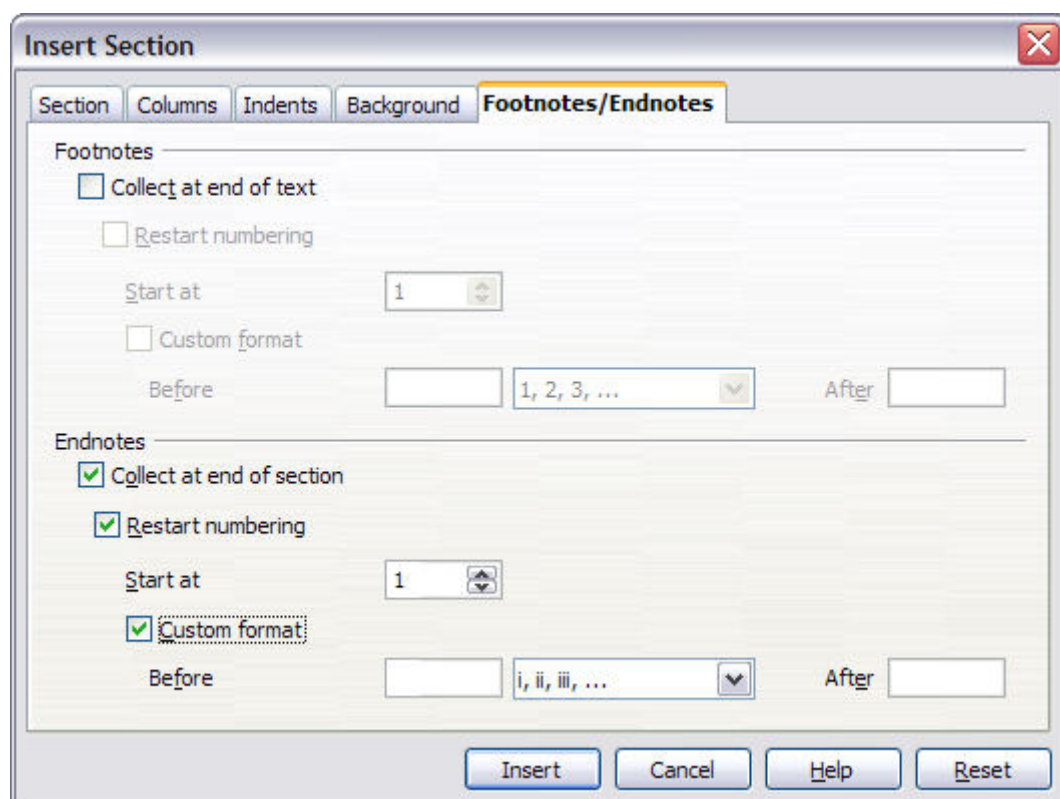 Insert Section
Section Columns Indents Background Footnotes/Endnotes
Footnotes
Collect at end of text
Restart numbering
Start at 1
Custom format
Before 1, 2, 3, ... After
Endnotes
Collect at end of section
Restart numbering
Start at 1
Custom format
Before i, ii, iii, ... After
Insert Cancel Help Reset